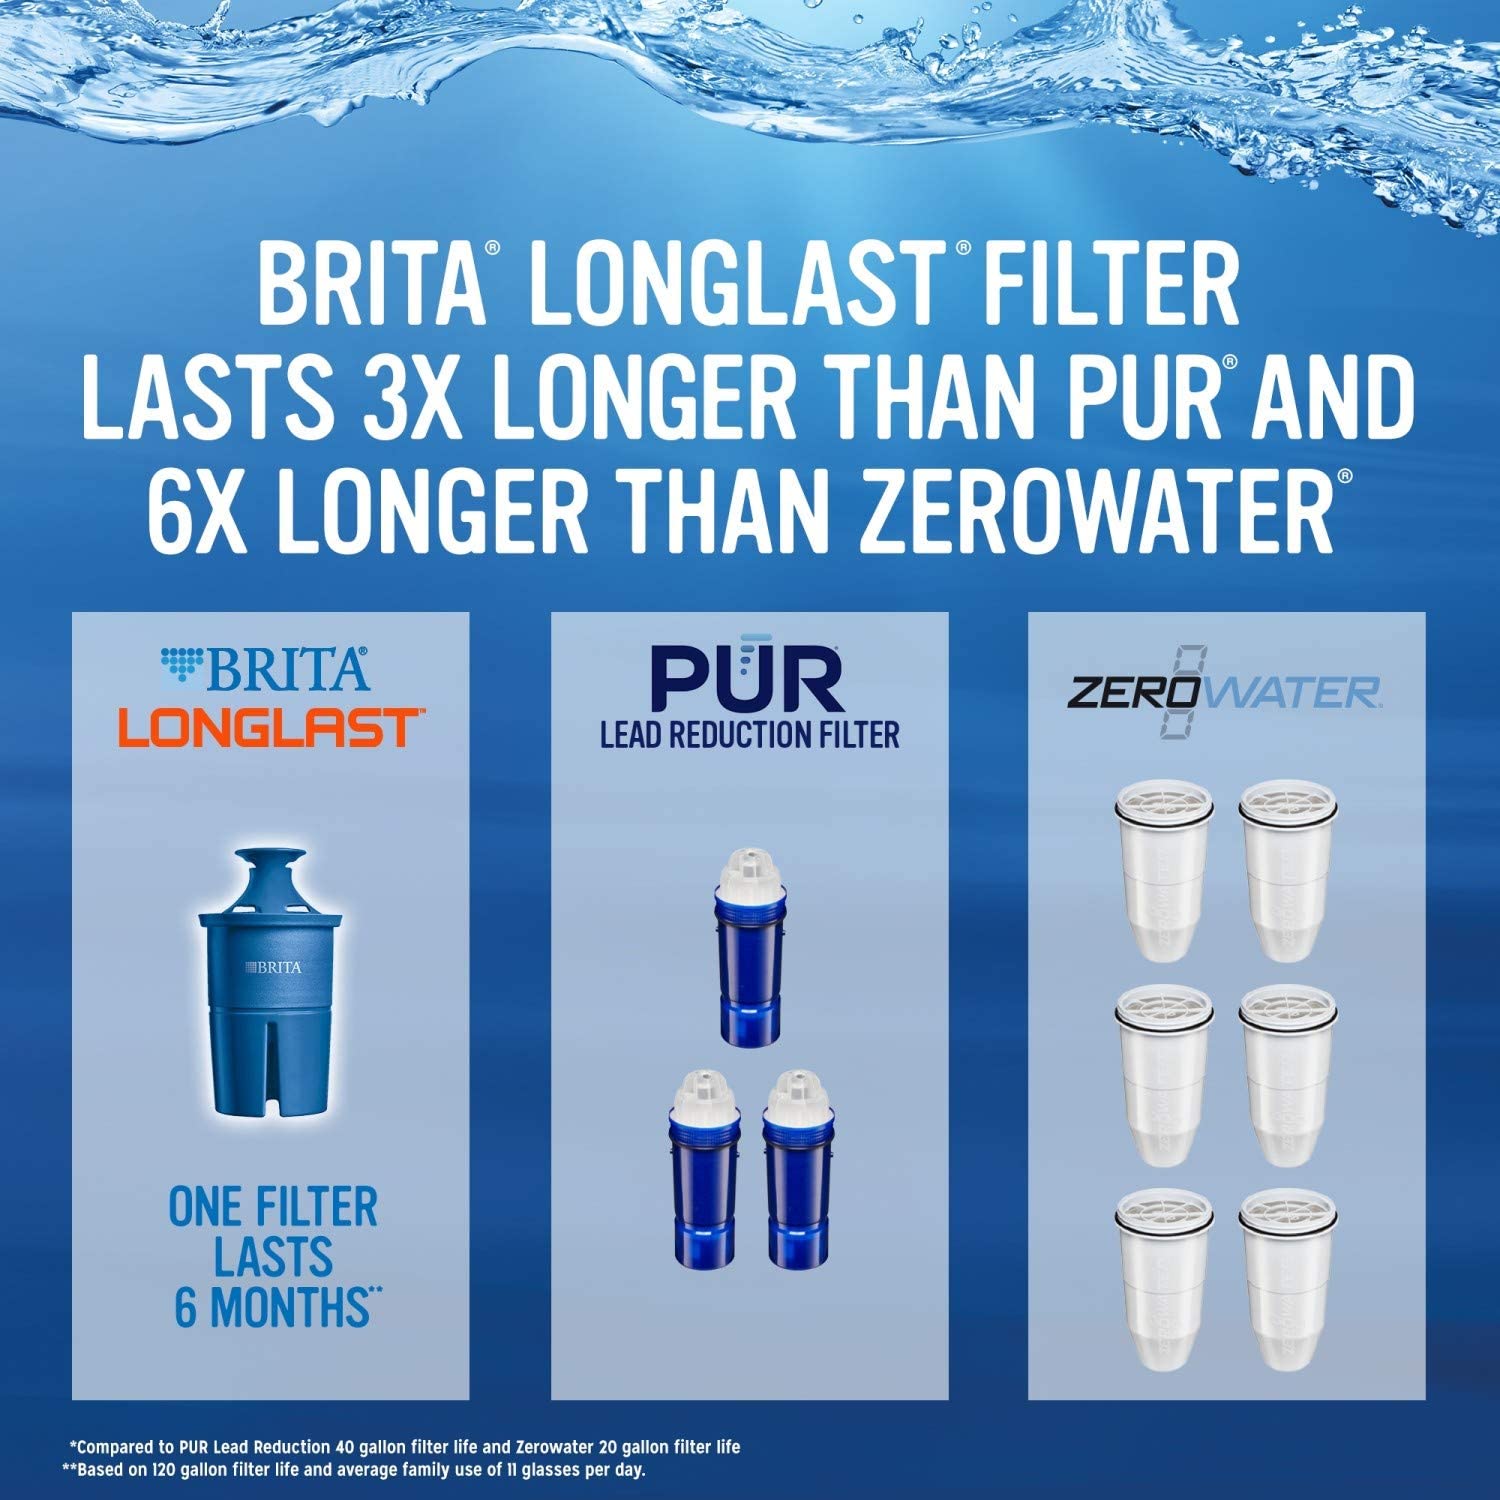 BRITA® LONGLAST® FILTER
LASTS 3X LONGER THAN PUR® AND
6X LONGER THAN ZEROWATER®
BRITA®
LONGLAST™
BRITA
ONE FILTER
LASTS
6 MONTHS**
PUR
LEAD REDUCTION FILTER
ZEROWATER®
*Compared to PUR Lead Reduction 40 gallon filter life and Zerowater 20 gallon filter life
**Based on 120 gallon filter life and average family use of 11 glasses per day.